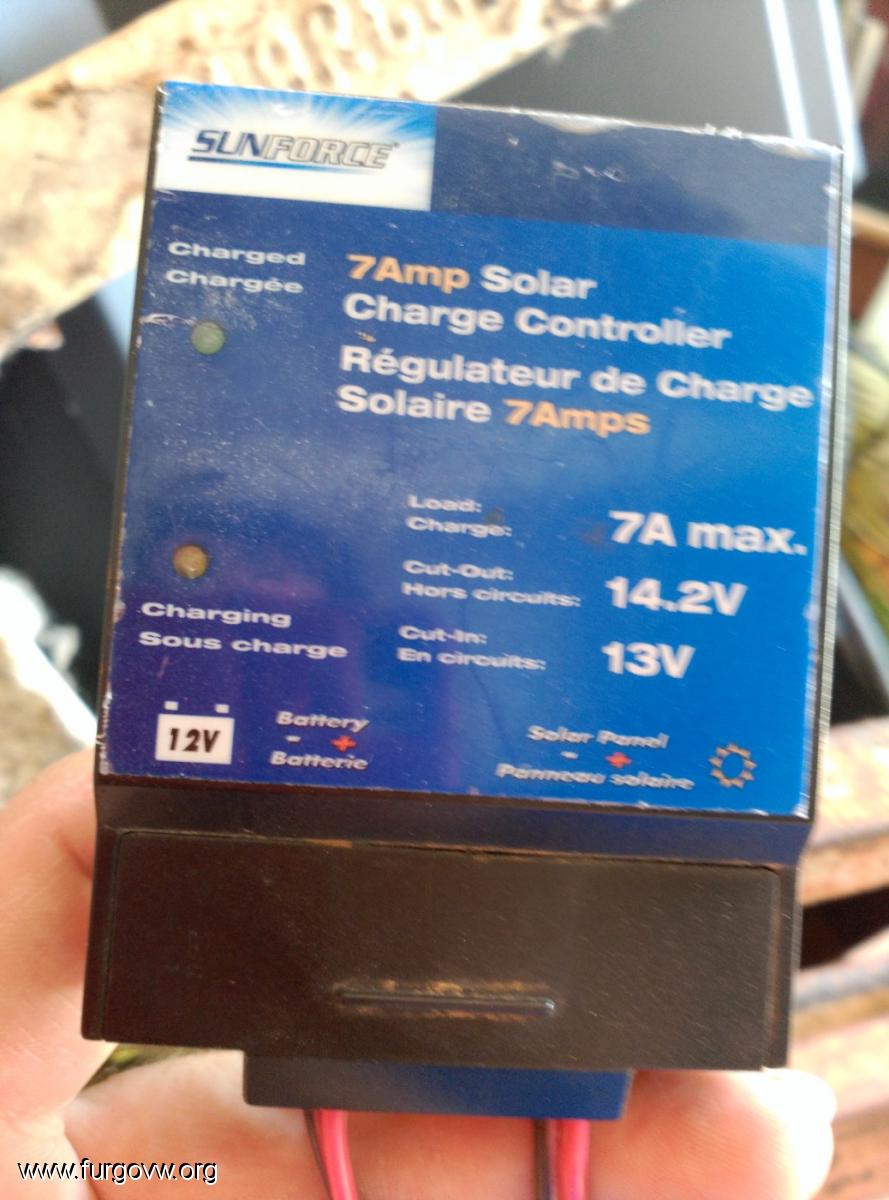 SUNFORCE®
Charged
Chargée
7Amp Solar
Charge Controller
Régulateur de Charge
Solaire 7Amps
Load:
Charge:
7A max.
Cut-Out:
Hors circuits:
14.2V
Cut-In:
En circuits:
13V
Charging
Sous charge
12V
Battery
- +
Batterie
Solar Panel
- +
Panneau solaire
www.furgovw.org